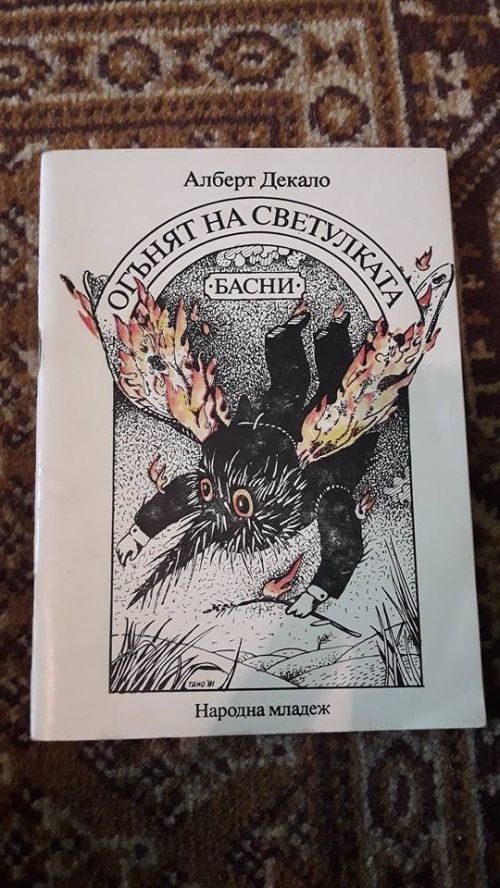 Алберт Декало
ОГЪНЯТ НА СВЕТУЛКАТА
·БАСНИ·
ТАНО '81
Народна младеж